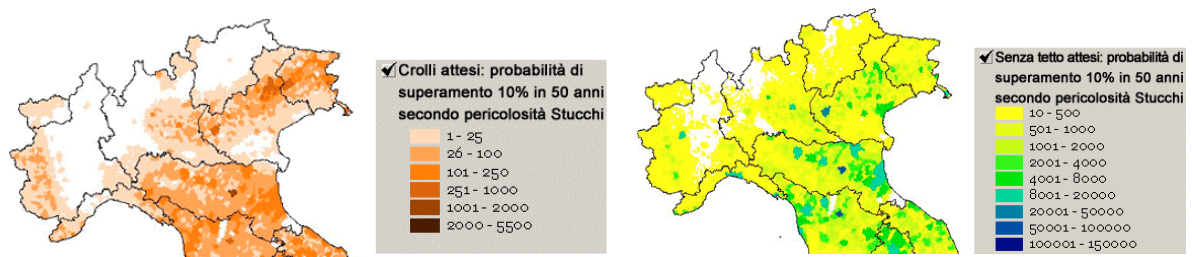 Crolli attesi: probabilità di
superamento 10% in 50 anni
secondo pericolosità Stucchi
1 - 25
26 - 100
101 - 250
251 - 1000
1001 - 2000
2000 - 5500
Senza tetto attesi: probabilità di
superamento 10% in 50 anni
secondo pericolosità Stucchi
10 - 500
501 - 1000
1001 - 2000
2001 - 4000
4001 - 8000
8001 - 20000
20001 - 50000
50001 - 100000
100001 - 150000